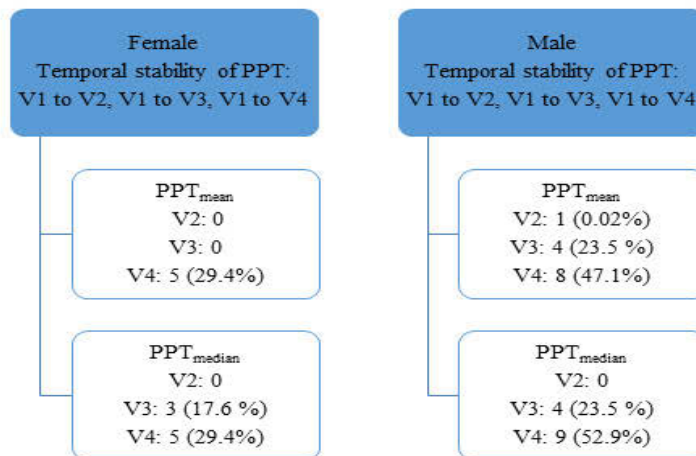 Female
Temporal stability of PPT:
V1 to V2, V1 to V3, V1 to V4
PPTmean
V2: 0
V3: 0
V4: 5 (29.4%)
PPTmedian
V2: 0
V3: 3 (17.6 %)
V4: 5 (29.4%)
Male
Temporal stability of PPT:
V1 to V2, V1 to V3, V1 to V4
PPTmean
V2: 1 (0.02%)
V3: 4 (23.5 %)
V4: 8 (47.1%)
PPTmedian
V2: 0
V3: 4 (23.5 %)
V4: 9 (52.9%)